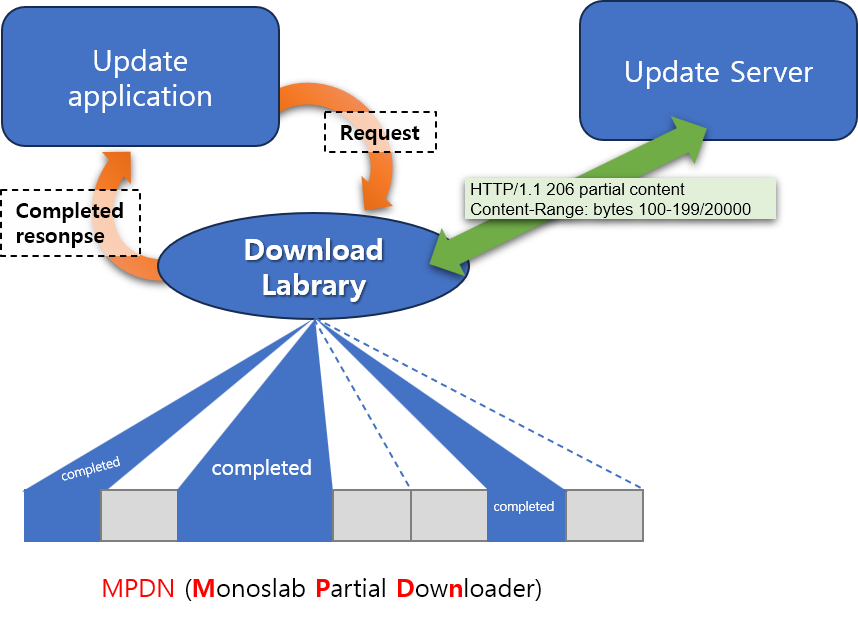 Update
application
Update Server
Request
HTTP/1.1 206 partial content
Content-Range: bytes 100-199/20000
Completed
resonpse
Download
Labrary
completed
completed
completed
MPDN (Monoslab Partial Downloader)